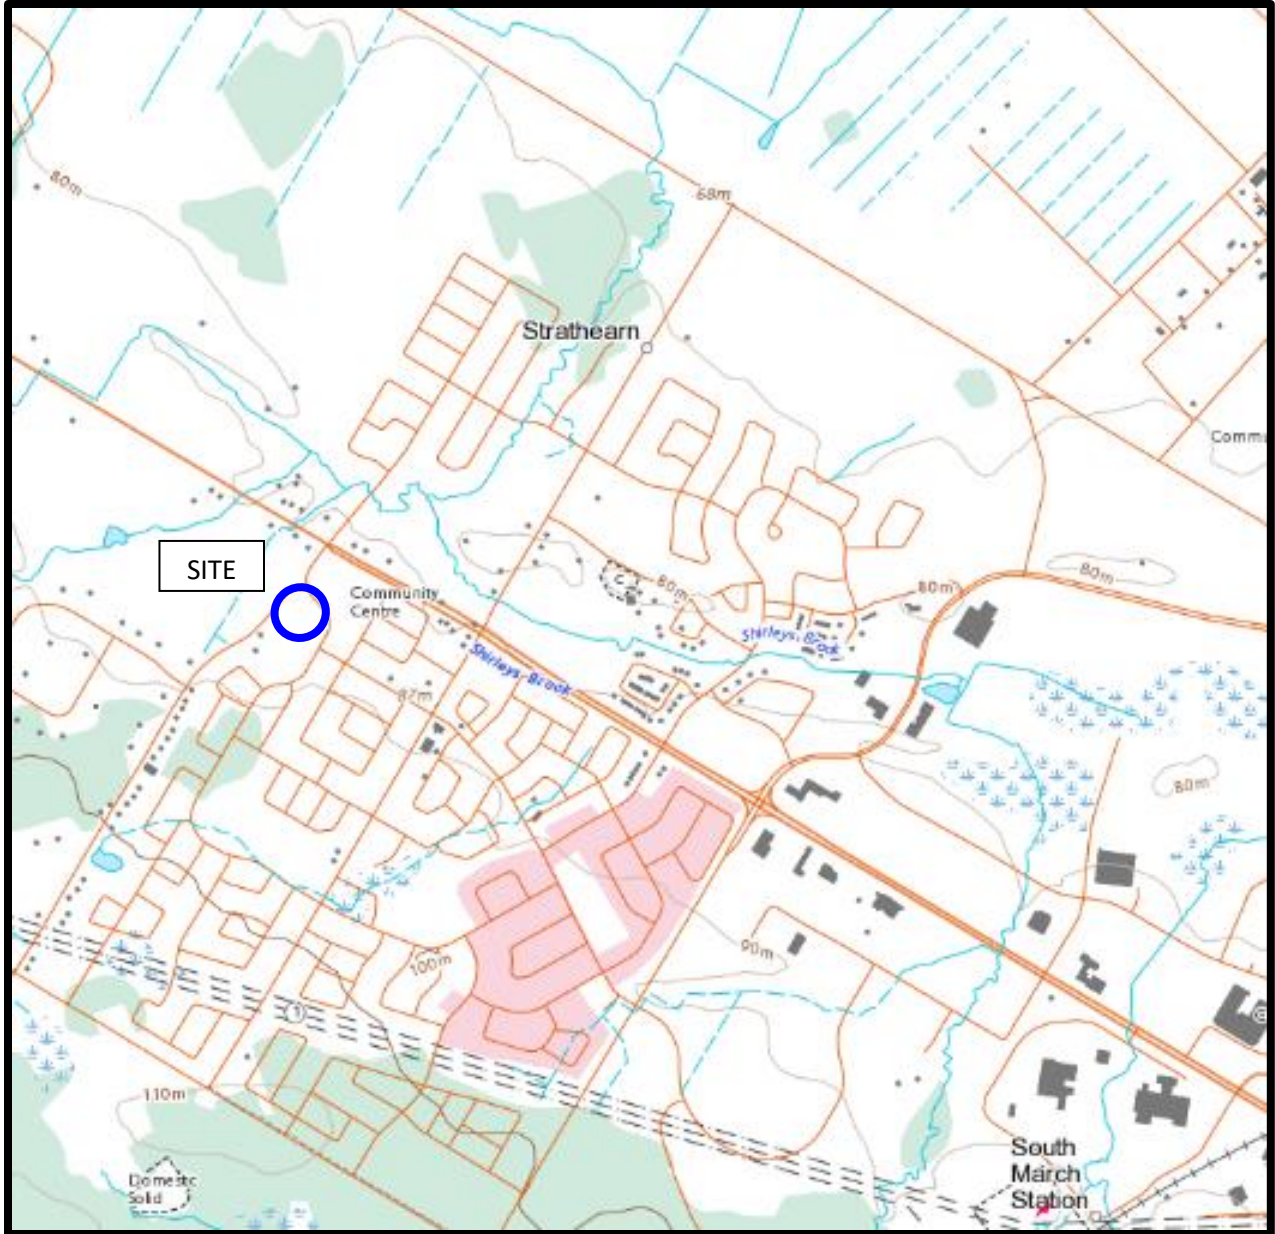 80m
68m
Strathearn
Comm
SITE
Community
Centre
C
80m
80m
80m
Shirleys Brook
Shirleys Brook
87m
80m
90m
100m
1
110m
Domestic
Solid
South
March
Station